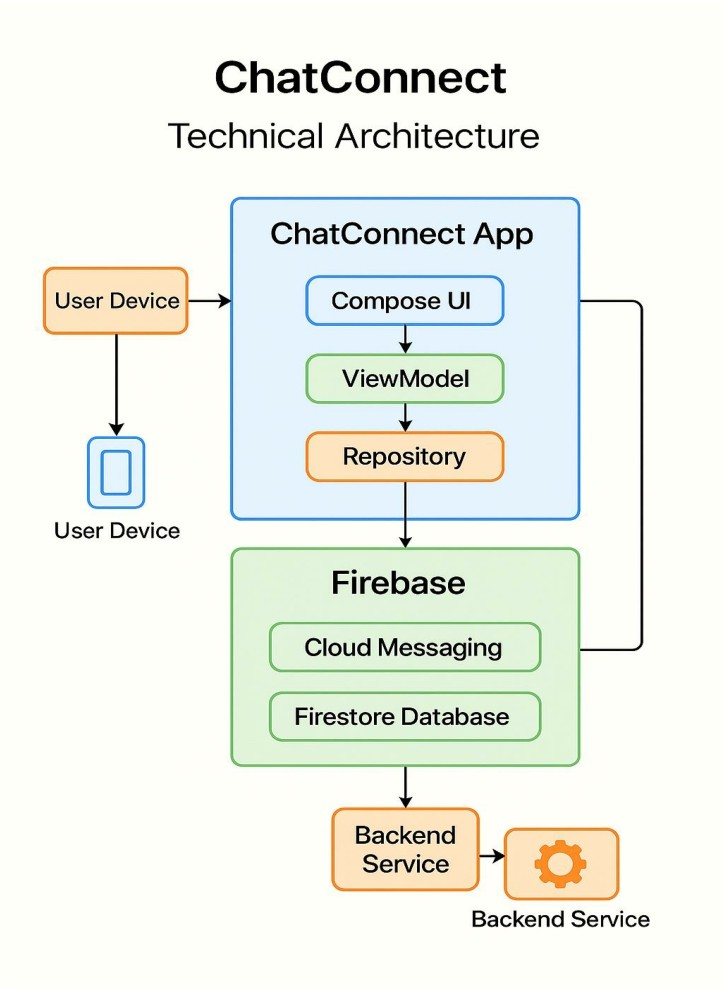 ChatConnect
Technical Architecture
ChatConnect App
User Device
Compose UI
ViewModel
Repository
User Device
Firebase
Cloud Messaging
Firestore Database
Backend
Service
Backend Service